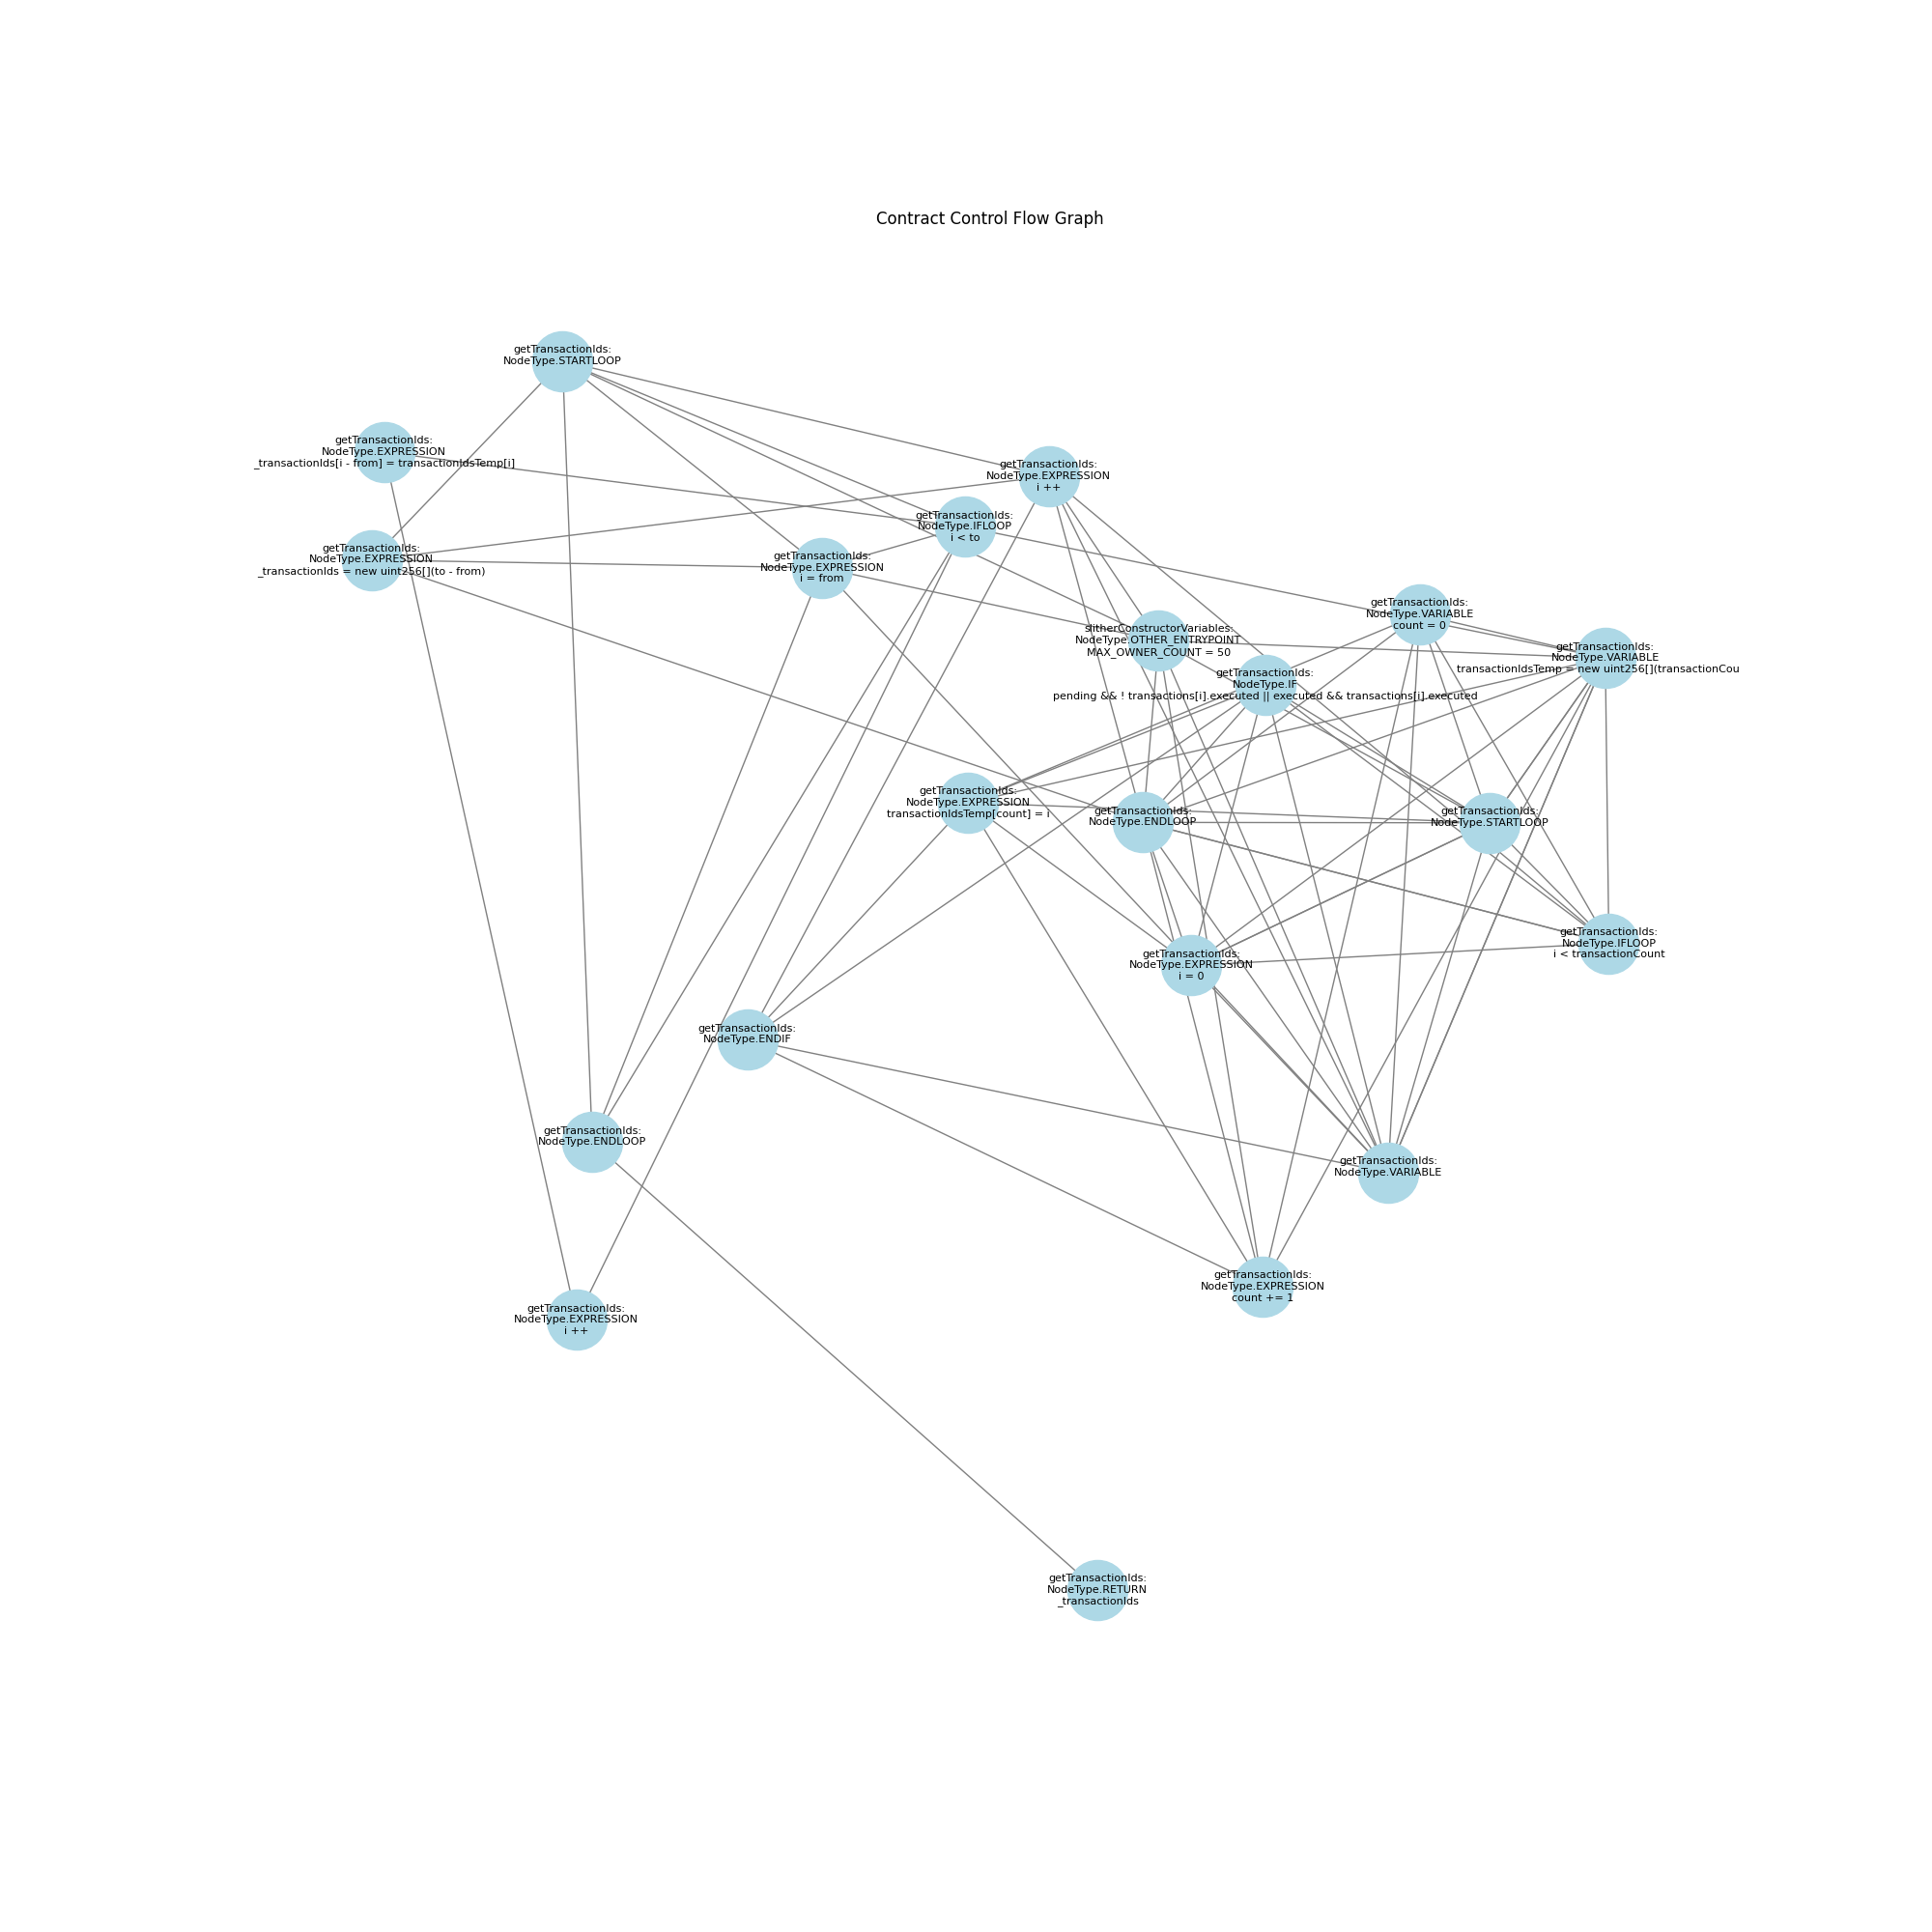 Contract Control Flow Graph
getTransactionIds:
NodeType.STARTLOOP
getTransactionIds:
NodeType.EXPRESSION
_transactionIds[i - from] = transactionIdsTemp[i]
getTransactionIds:
NodeType.EXPRESSION
i ++
getTransactionIds:
NodeType.IFLOOP
i < to
getTransactionIds:
NodeType.EXPRESSION
_transactionIds = new uint256[](to - from)
getTransactionIds:
NodeType.EXPRESSION
i = from
getTransactionIds:
NodeType.VARIABLE
count = 0
slitherConstructorVariables:
NodeType.OTHER_ENTRYPOINT
MAX_OWNER_COUNT = 50
getTransactionIds:
NodeType.VARIABLE
transactionIdsTemp = new uint256[](transactionCou
getTransactionIds:
NodeType.IF
pending && ! transactions[i].executed || executed && transactions[i].executed
getTransactionIds:
NodeType.EXPRESSION
transactionIdsTemp[count] = i
getTransactionIds:
NodeType.ENDLOOP
getTransactionIds:
NodeType.STARTLOOP
getTransactionIds:
NodeType.IFLOOP
i < transactionCount
getTransactionIds:
NodeType.EXPRESSION
i = 0
getTransactionIds:
NodeType.ENDIF
getTransactionIds:
NodeType.ENDLOOP
getTransactionIds:
NodeType.VARIABLE
getTransactionIds:
NodeType.EXPRESSION
count += 1
getTransactionIds:
NodeType.EXPRESSION
i ++
getTransactionIds:
NodeType.RETURN
_transactionIds